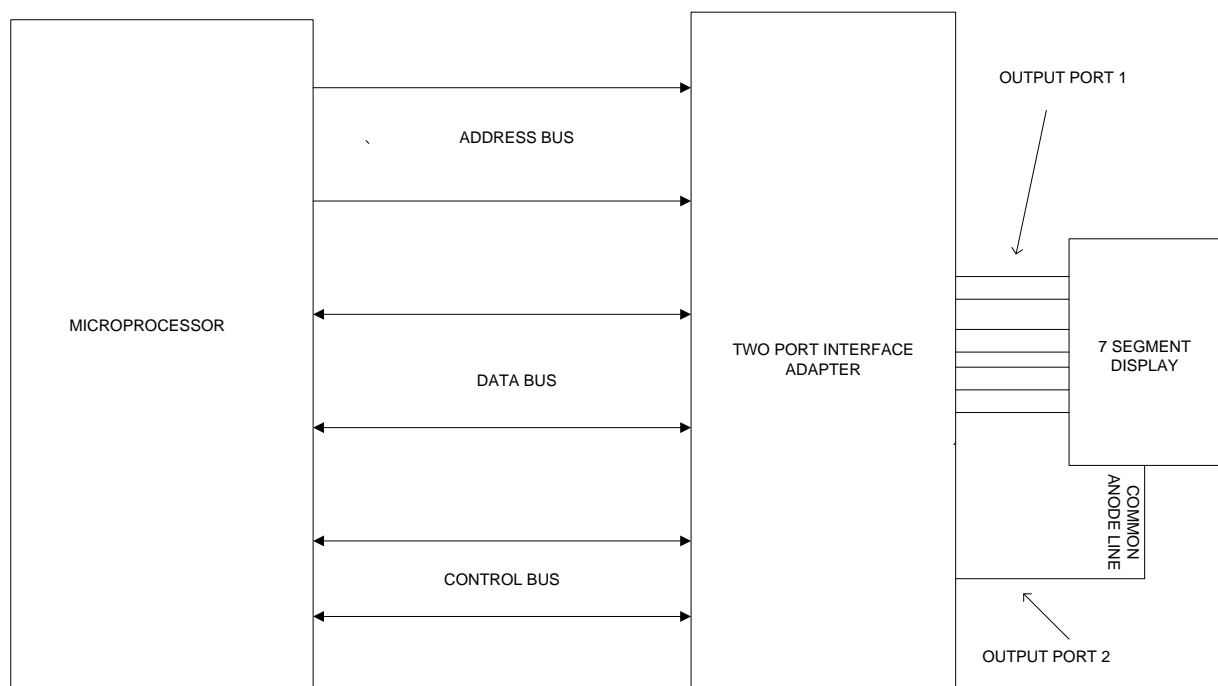 OUTPUT PORT 1
ADDRESS BUS
MICROPROCESSOR
TWO PORT INTERFACE
ADAPTER
7 SEGMENT
DISPLAY
DATA BUS
COMMON
ANODE LINE
CONTROL BUS
OUTPUT PORT 2